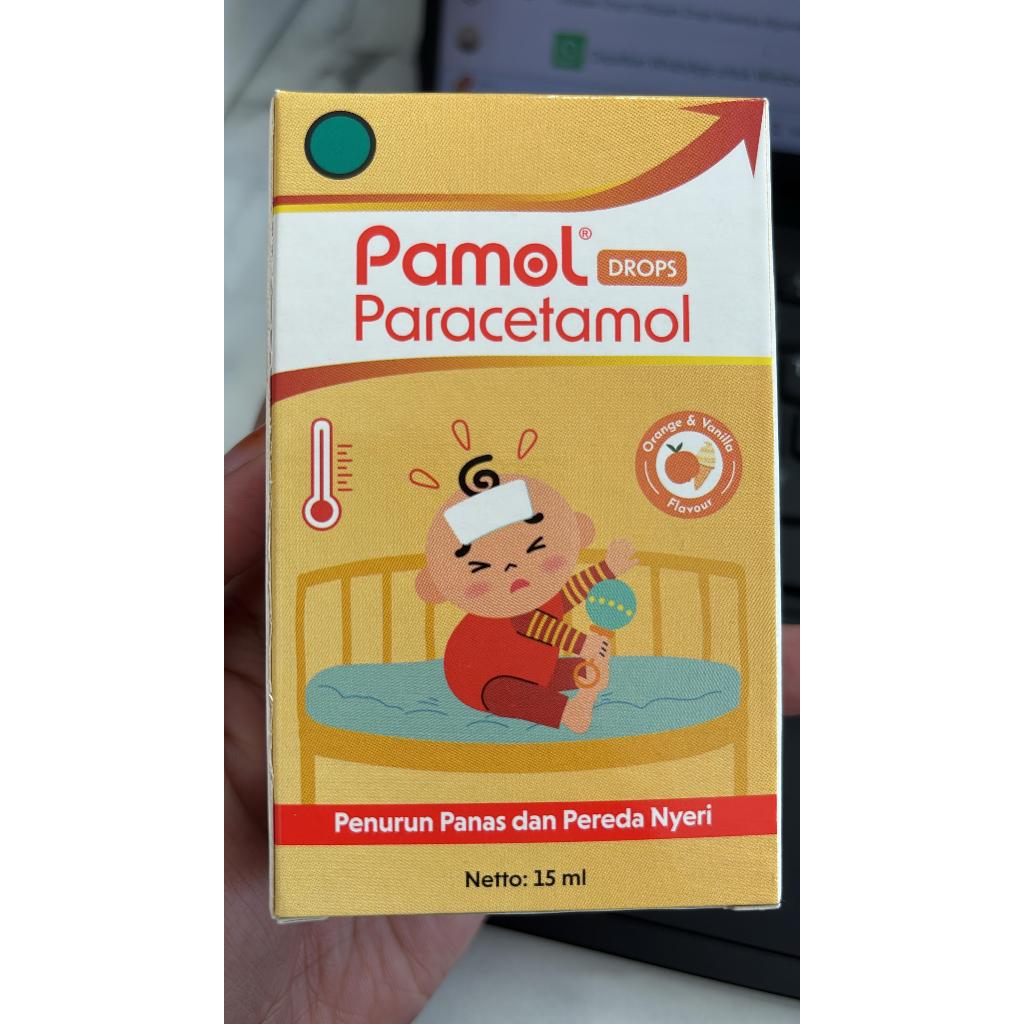 Pamol® DROPS
Paracetamol
Orange & Vanilla
Flavour
Penurun Panas dan Pereda Nyeri
Netto: 15 ml